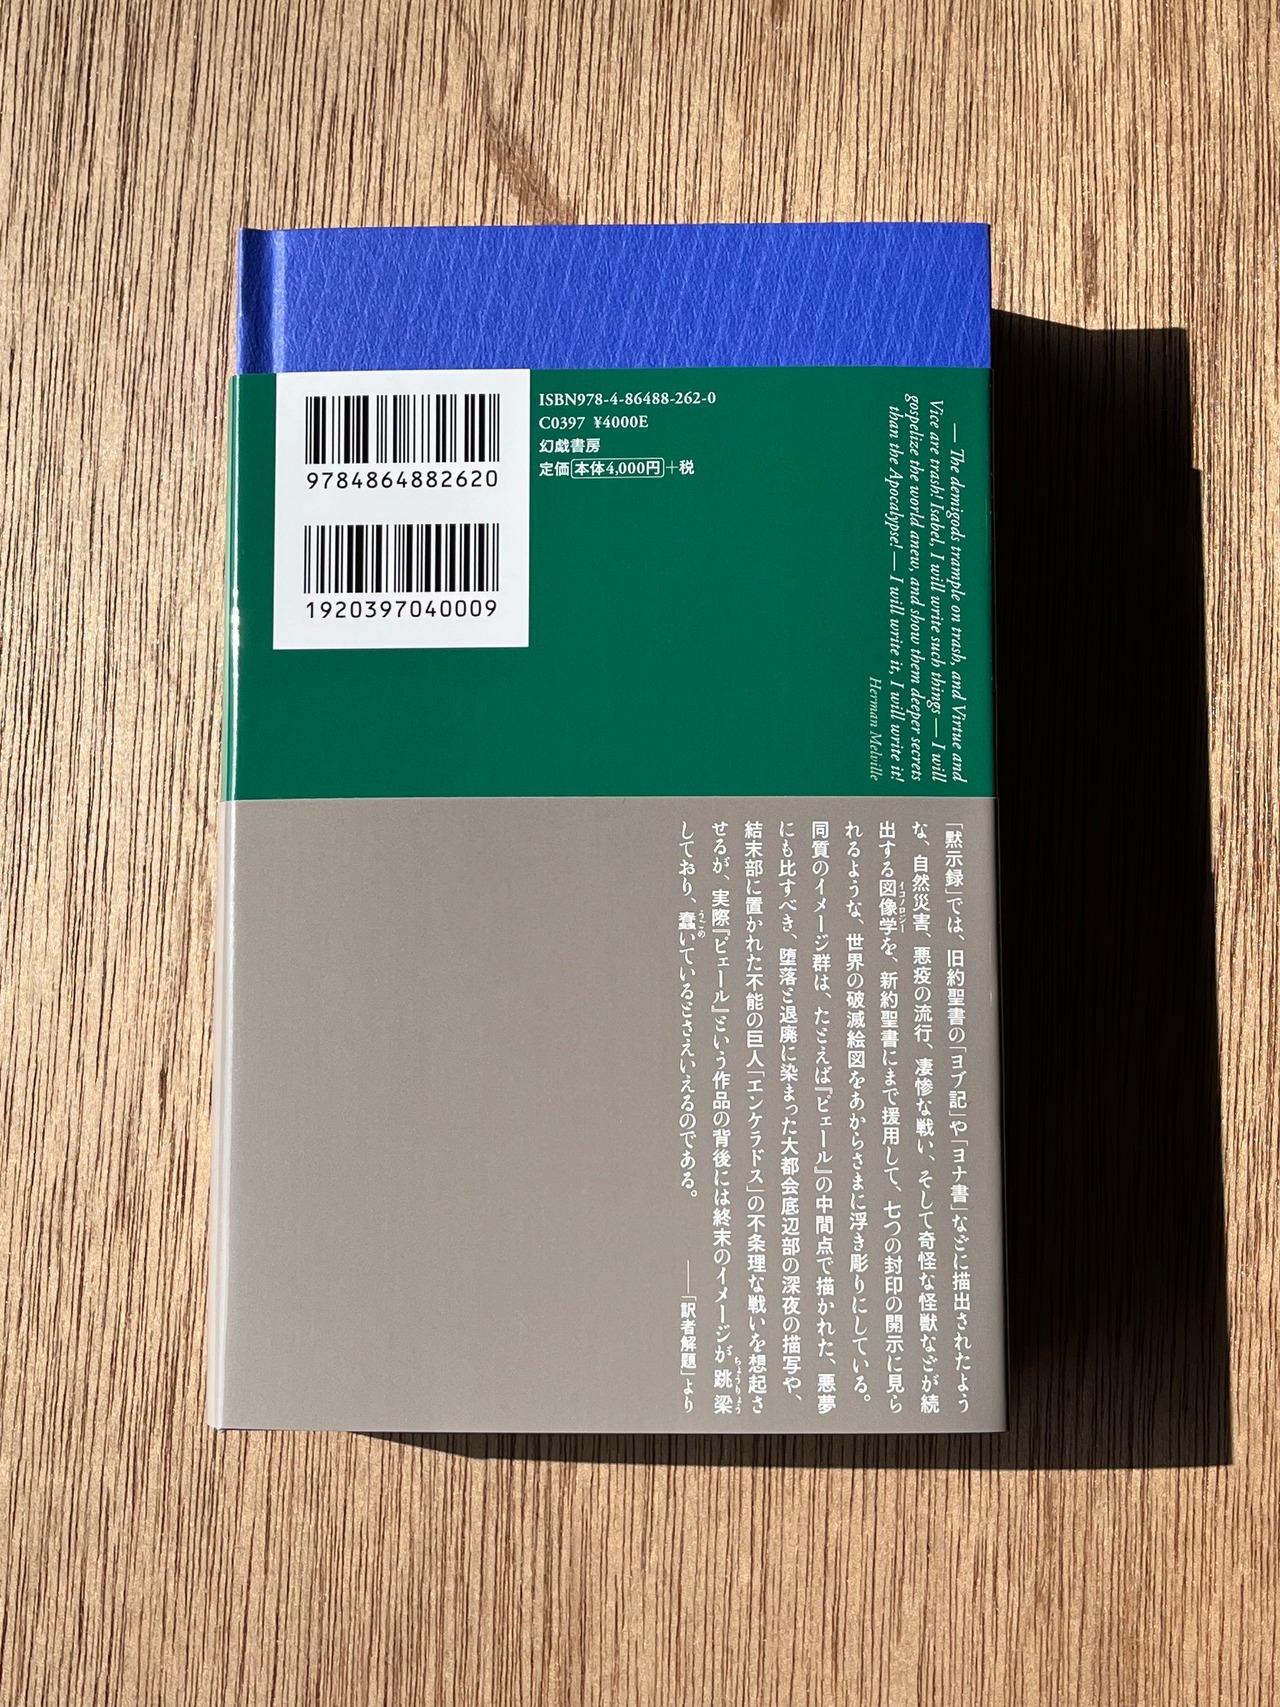 9784864882620
1920397040009
ISBN978-4-86488-262-0
C0397 ¥4000E
幻戯書房
定価本体4,000円+税
— The demigods trample on trash, and Virtue and
Vice are trash! Isabel, I will write such things — I will
gospelize the world anew, and show them deeper secrets
than the Apocalypse! — I will write it, I will write it!
Herman Melville
「黙示録」では、旧約聖書の「ヨブ記」や「ヨナ書」などに描出されたよう
な、自然災害、悪疫の流行、凄惨な戦い、そして奇怪な怪獣などが続
出する図像学を、新約聖書にまで援用して、七つの封印の開示に見ら
イコノロジー
れるような、世界の破滅絵図をあからさまに浮き彫りにしている。
同質のイメージ群は、たとえば『ピェール』の中間点で描かれた、悪夢
にも比すべき、堕落と退廃に染まった大都会底辺部の深夜の描写や、
結末部に置かれた不能の巨人「エンケラドス」の不条理な戦いを想起さ
せるが、実際『ピェール』という作品の背後には終末のイメージが跳梁
ちょうりょう
しており、蠢いているとさえいえるのである。
うごめ
——「訳者解題」より